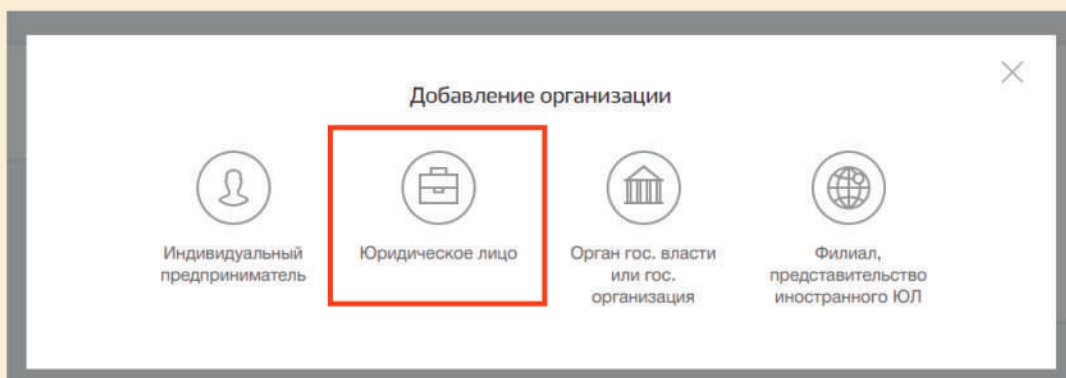 Добавление организации
Индивидуальный
предприниматель
Юридическое лицо
Орган гос. власти
или гос.
организация
Филиал,
представительство
иностранного ЮЛ